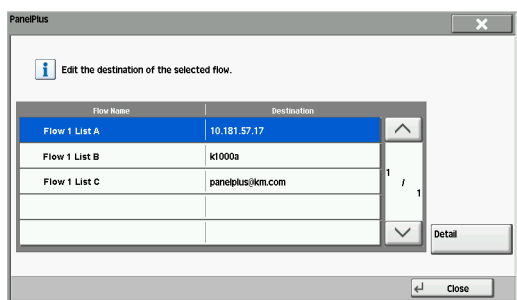 PanelPlus
Edit the destination of the selected flow.
Flow Name Destination
Flow 1 List A 10.181.57.17
Flow 1 List B k1000a
Flow 1 List C panelplus@km.com
1 / 1
Detail
Close